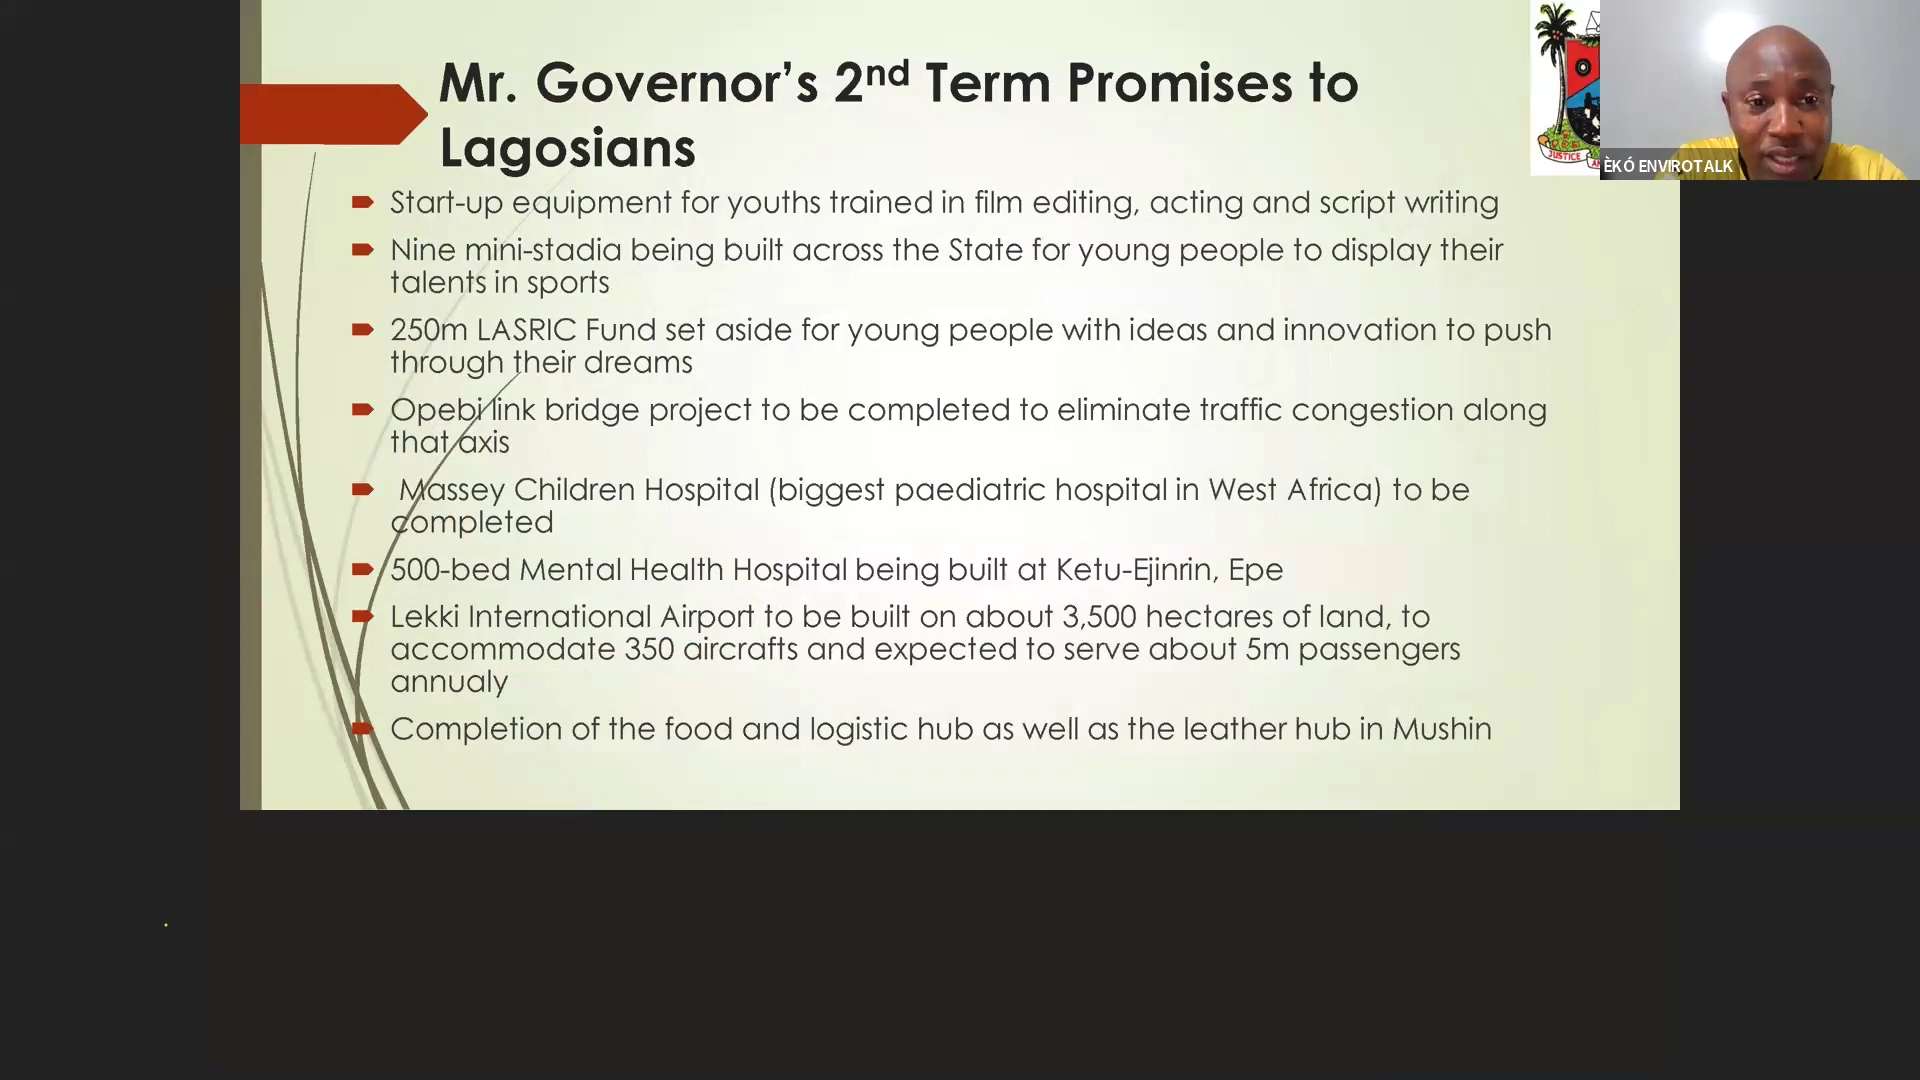 Mr. Governor's 2nd Term Promises to
Lagosians
Start-up equipment for youths trained in film editing, acting and script writing
Nine mini-stadia being built across the State for young people to display their
talents in sports
250m LASRIC Fund set aside for young people with ideas and innovation to push
through their dreams
Opebi link bridge project to be completed to eliminate traffic congestion along
that axis
Massey Children Hospital (biggest paediatric hospital in West Africa) to be
completed
500-bed Mental Health Hospital being built at Ketu-Ejinrin, Epe
Lekki International Airport to be built on about 3,500 hectares of land, to
accommodate 350 aircrafts and expected to serve about 5m passengers
annualy
Completion of the food and logistic hub as well as the leather hub in Mushin
JUSTICE
ÈKÓ ENVIROTALK